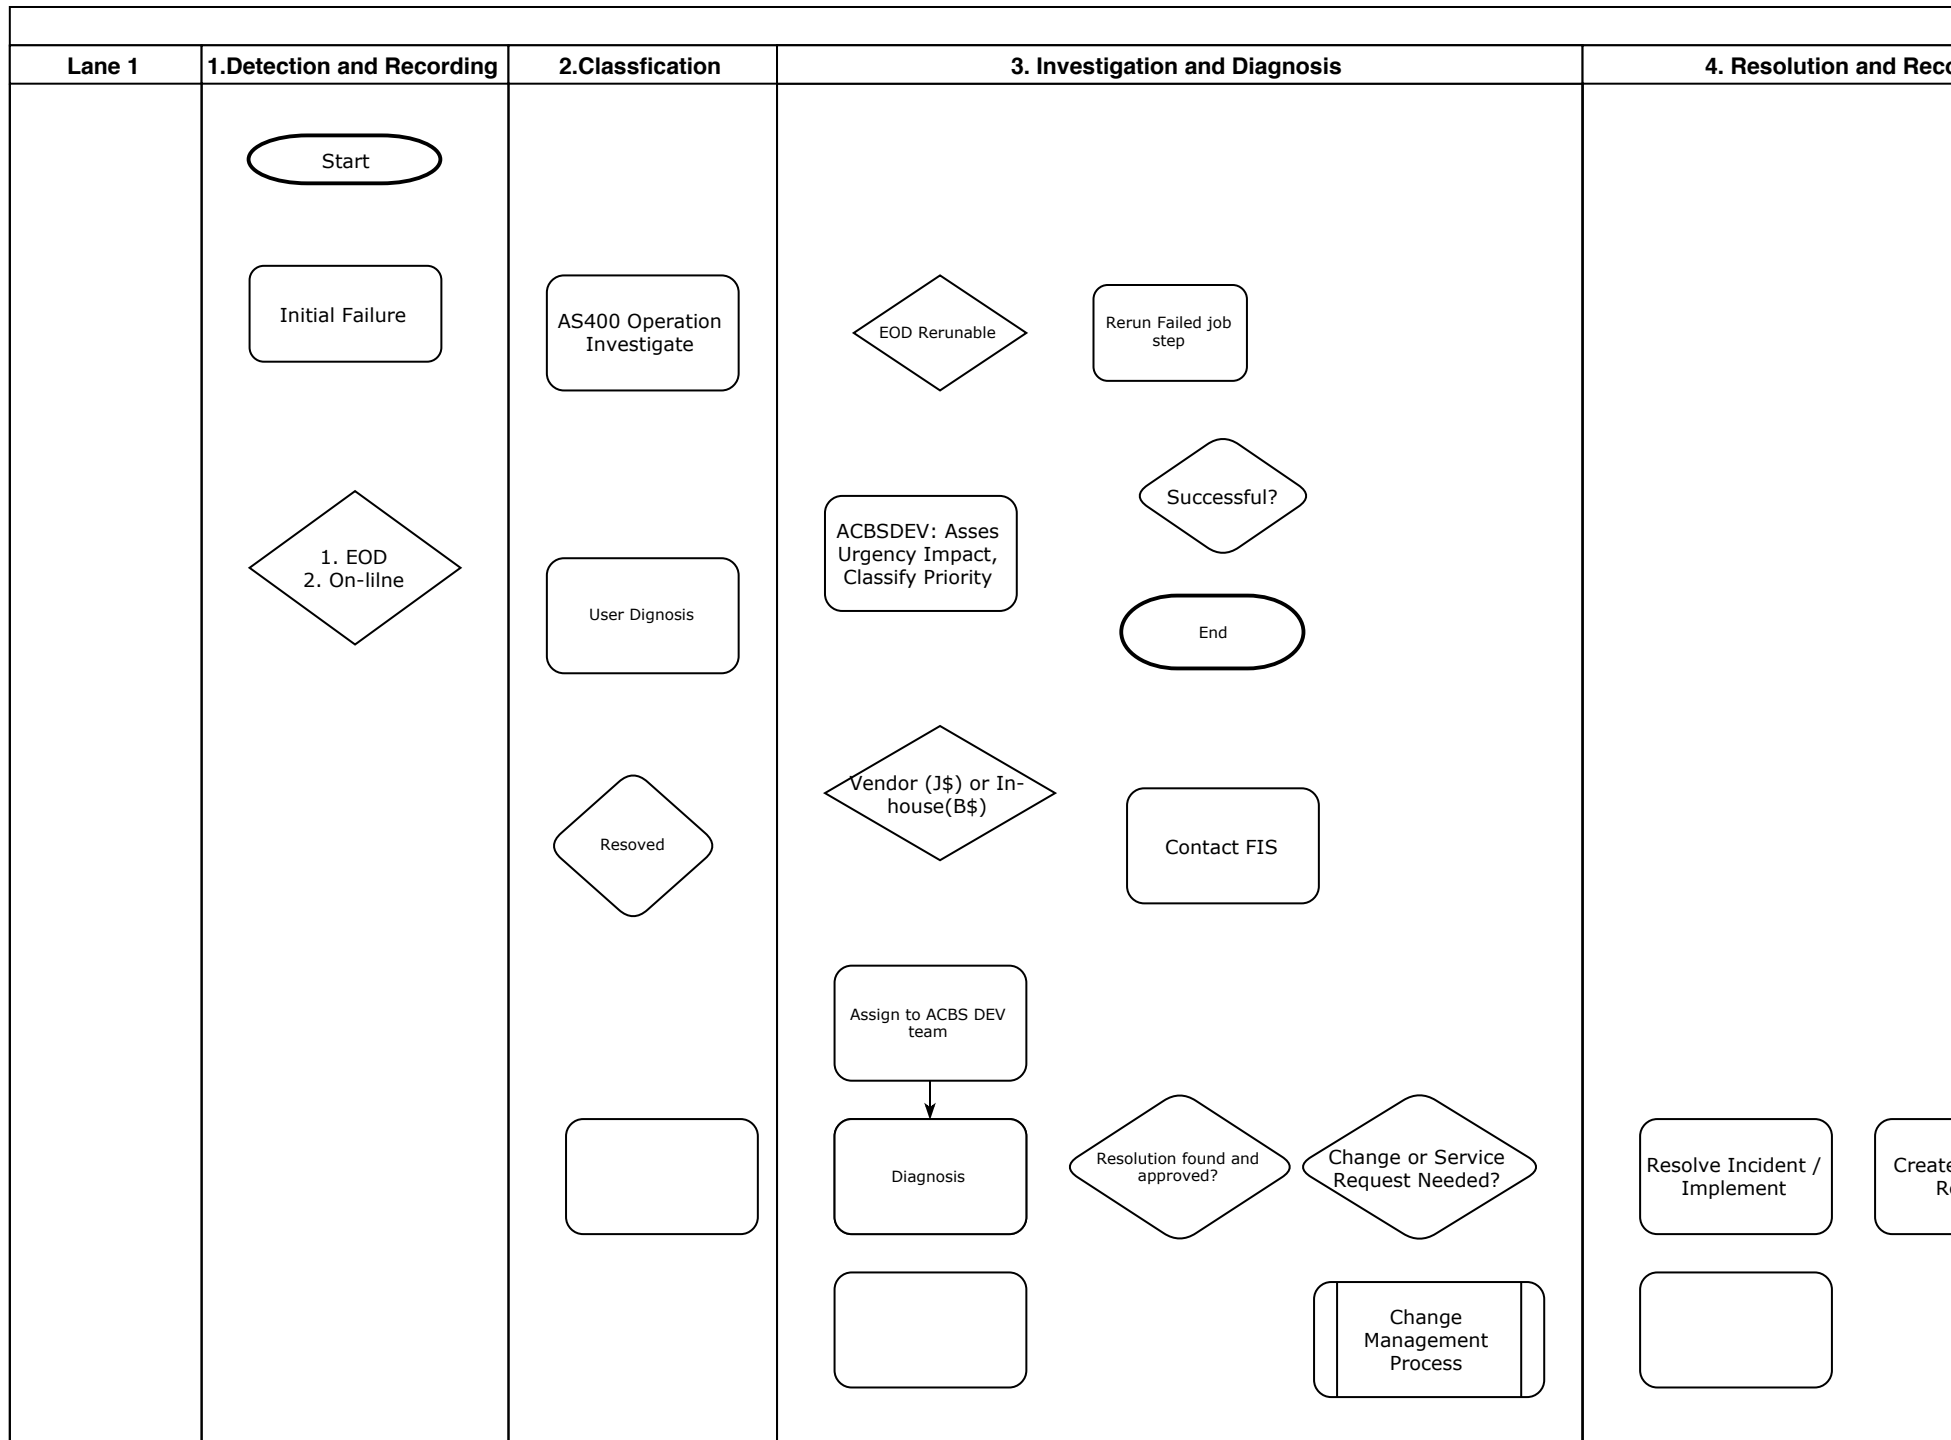 Lane 1
1.Detection and Recording
2.Classfication
3. Investigation and Diagnosis
4. Resolution and
Start
Initial Failure
AS400 Operation
Investigate
EOD Rerunable
Rerun Failed job
step
1. EOD
2. On-lilne
User Dignosis
ACBSDEV: Asses
Urgency Impact,
Classify Priority
Successful?
End
Resoved
Vendor (J$) or In-
house(B$)
Contact FIS
Assign to ACBS DEV
team
Diagnosis
Resolution found and
approved?
Change or Service
Request Needed?
Resolve Incident /
Implement
Change
Management
Process